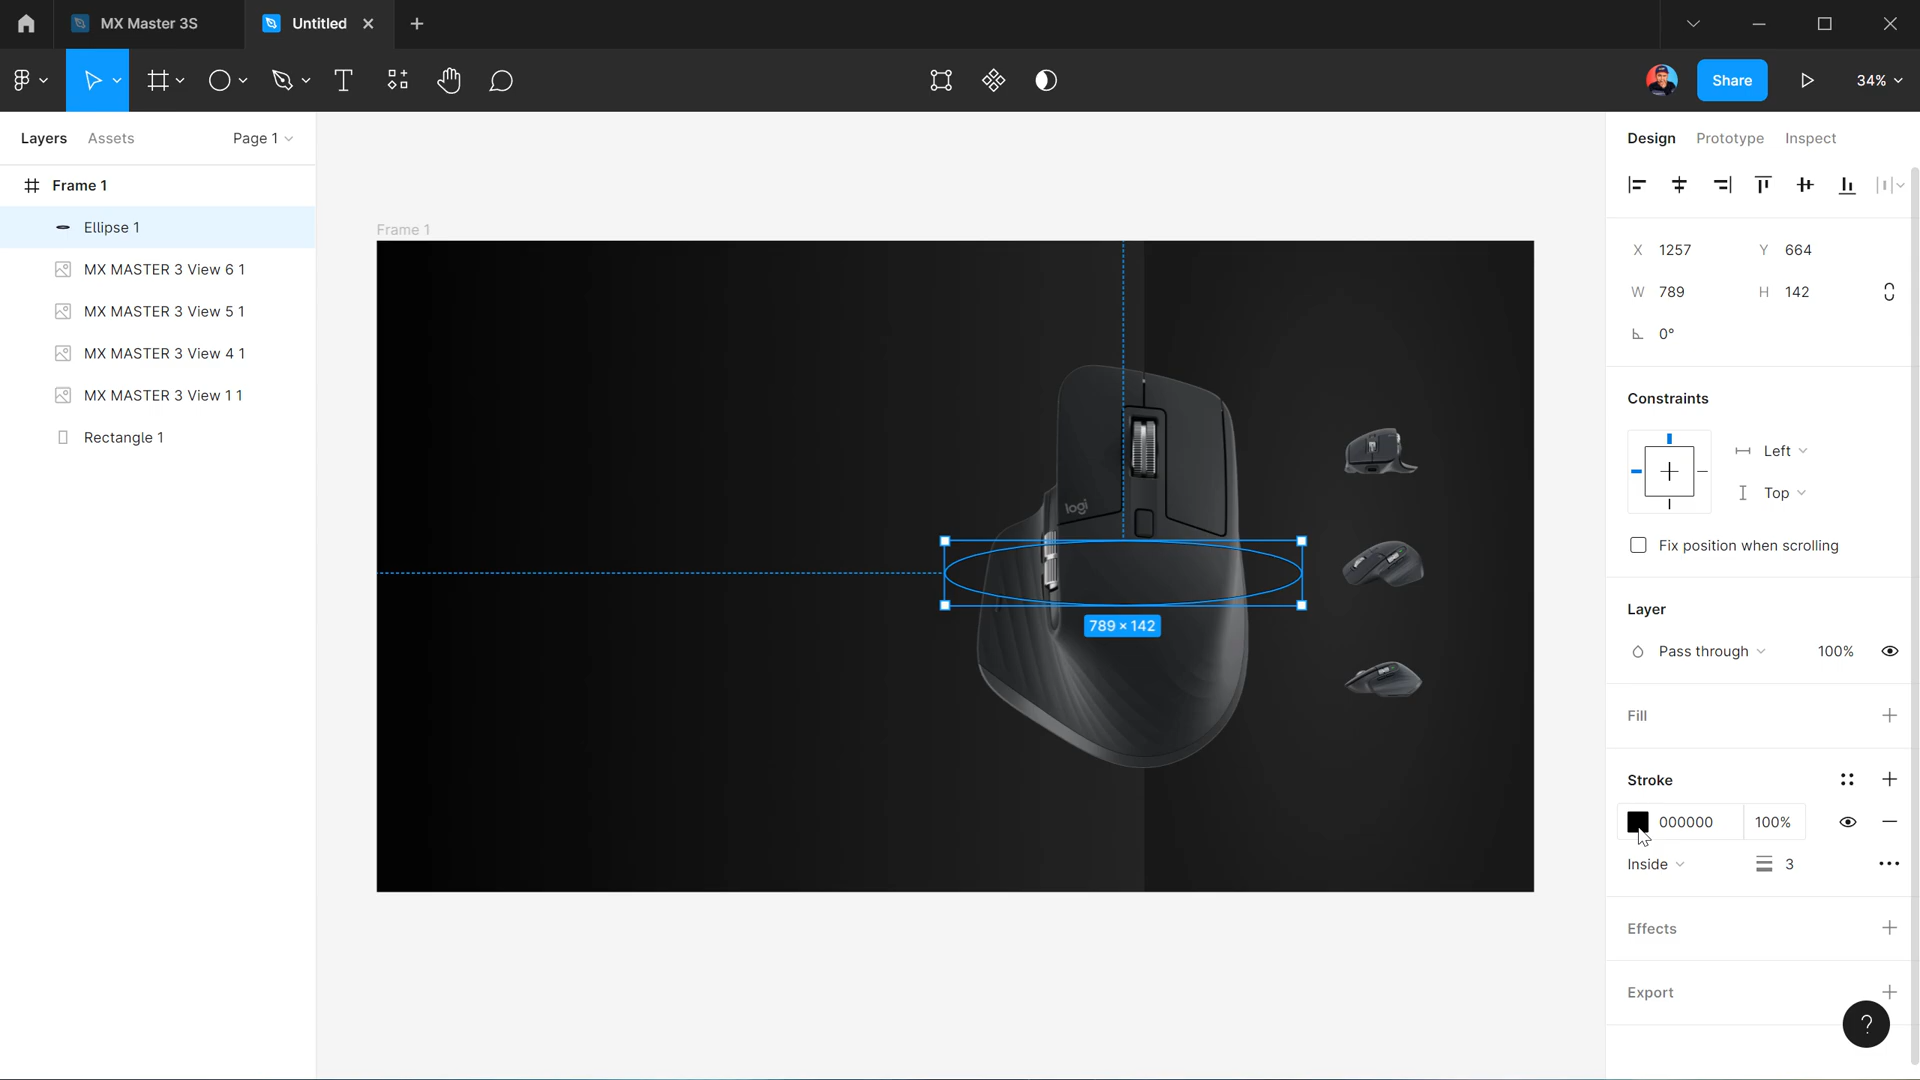 MX Master 3S
Untitled
Share
34%
Layers
Assets
Page 1
Design
Prototype
Inspect
Frame 1
Ellipse 1
MX MASTER 3 View 6 1
MX MASTER 3 View 5 1
MX MASTER 3 View 4 1
MX MASTER 3 View 1 1
Rectangle 1
Frame 1
logi
789 × 142
X 1257
Y 664
W 789
H 142
0°
Constraints
Left
Top
Fix position when scrolling
Layer
Pass through
100%
Fill
Stroke
000000
100%
Inside
3
Effects
Export
?